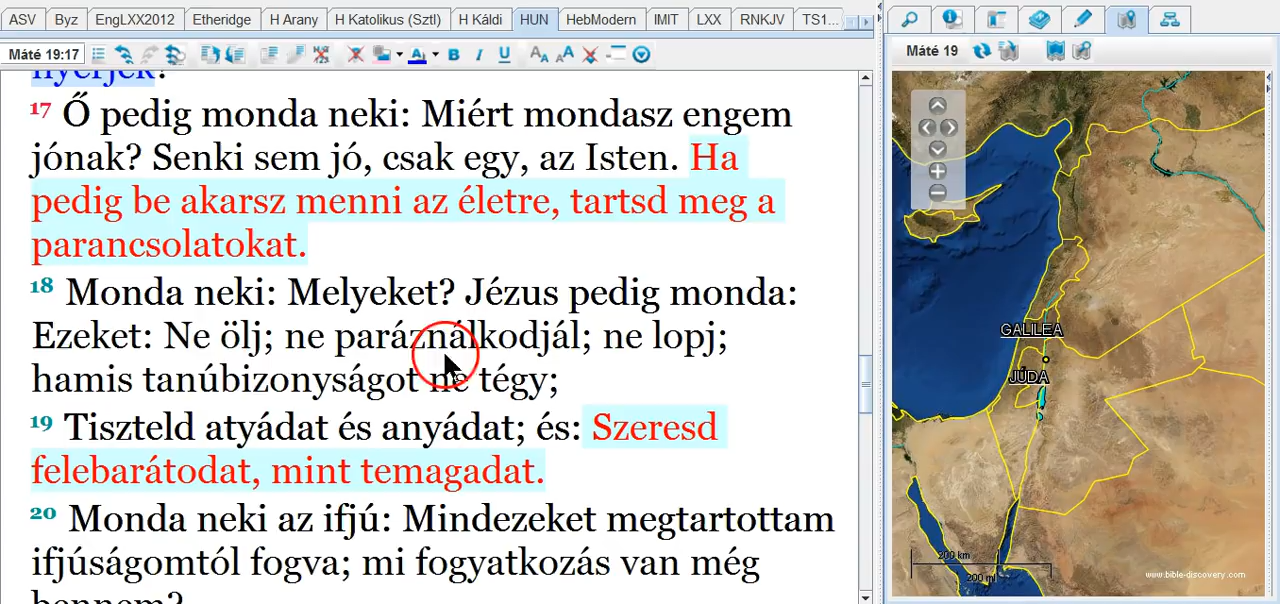 ASV Byz EngLXX2012 Etheridge H Arany H Katolikus (Sztl) H Káldi HUN HebModern IMIT LXX RNKJV TS1...
Máté 19:17
nyerjek?
17 Ő pedig monda neki: Miért mondasz engem
jónak? Senki sem jó, csak egy, az Isten. Ha
pedig be akarsz menni az életre, tartsd meg a
parancsolatokat.
18 Monda neki: Melyeket? Jézus pedig monda:
Ezeket: Ne ölj; ne paráználkodjál; ne lopj;
hamis tanúbizonyságot ne tégy;
19 Tiszteld atyádat és anyádat; és: Szeresd
felebarátodat, mint temagadat.
20 Monda neki az ifjú: Mindezeket megtartottam
ifjúságomtól fogva; mi fogyatkozás van még
bennem?
Máté 19
GALILEA
JÚDA
200 km
200 mi
www.bible-discovery.com